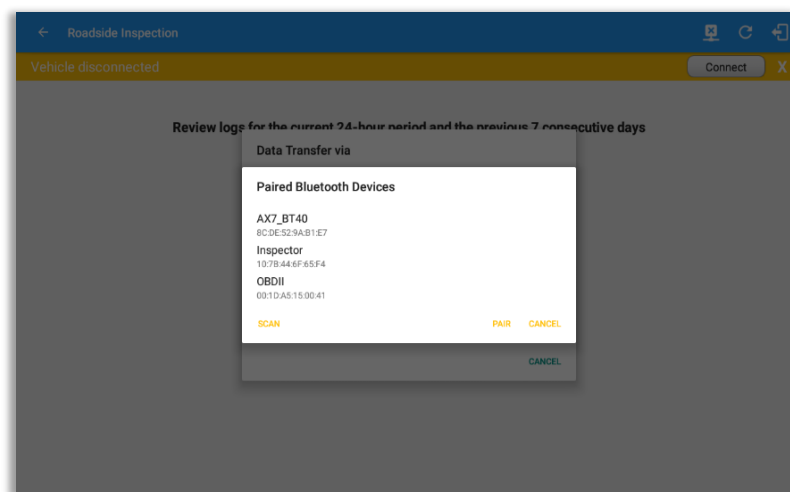 Roadside Inspection
Vehicle disconnected
Connect
X
Review logs for the current 24-hour period and the previous 7 consecutive days
Data Transfer via
Paired Bluetooth Devices
AX7_BT40
8C:DE:52:9A:B1:E7
Inspector
10:7B:44:6F:65:F4
OBDII
00:1D:A5:15:00:41
SCAN
PAIR
CANCEL
CANCEL